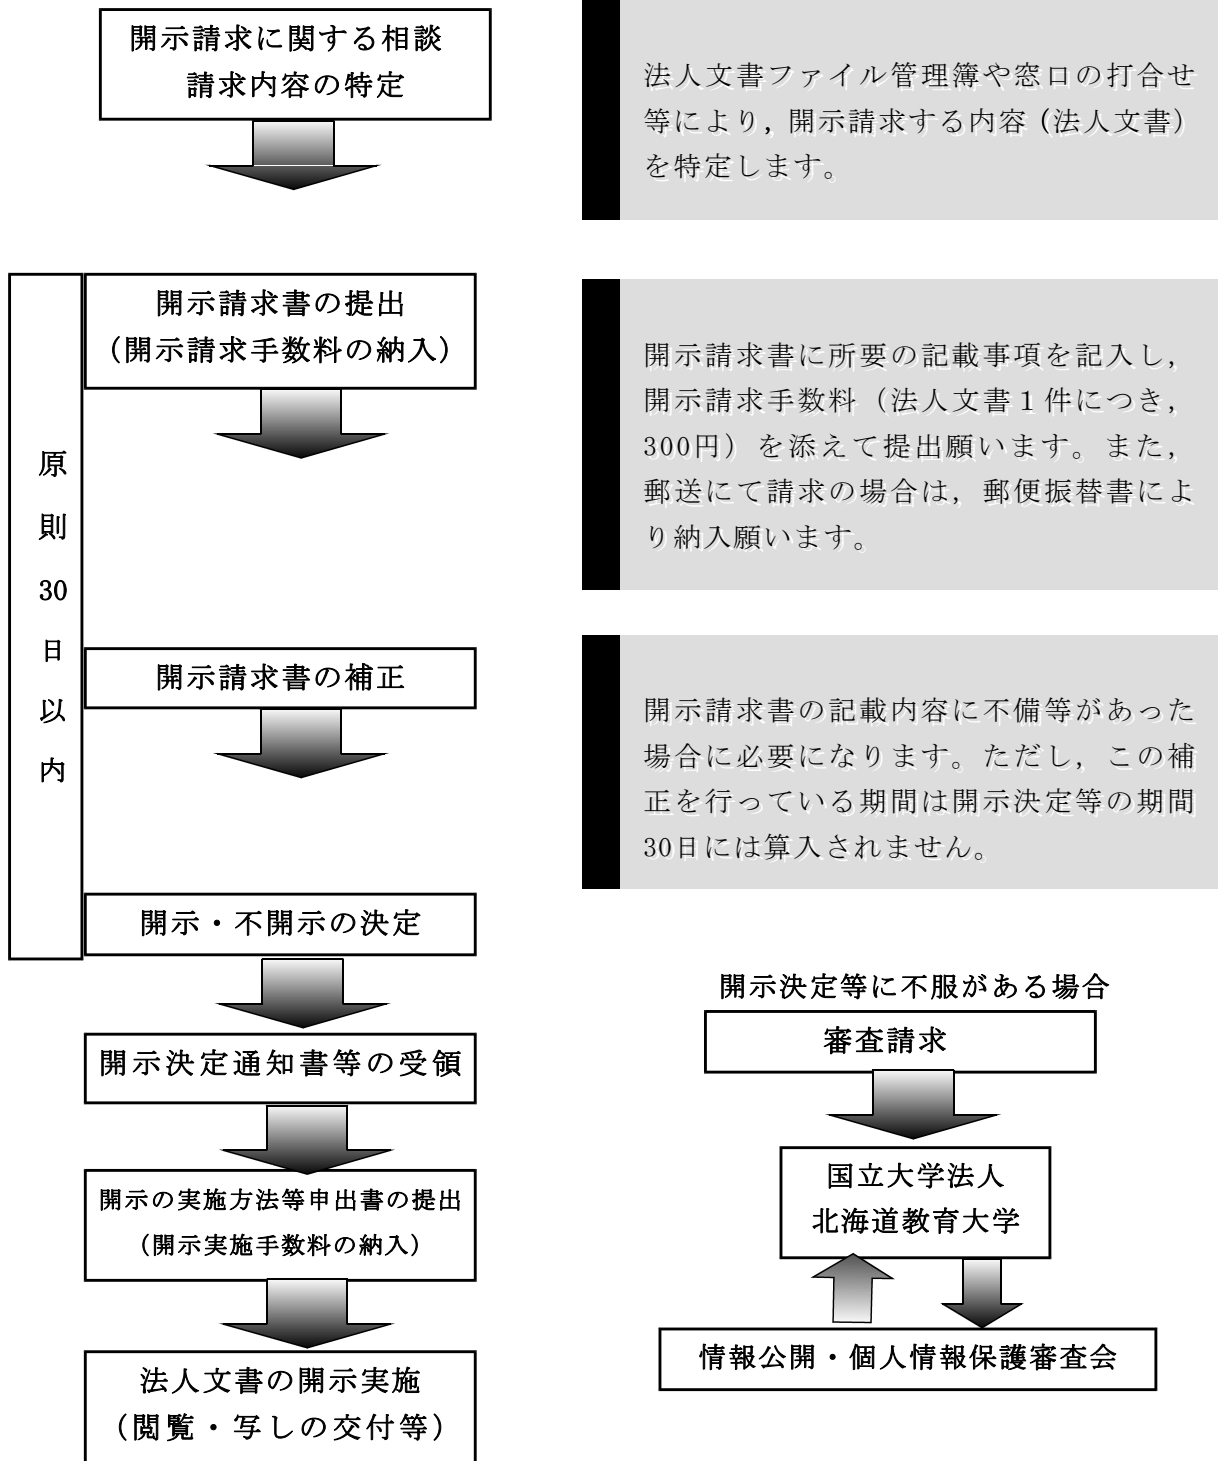 開示請求に関する相談
請求内容の特定
法人文書ファイル管理簿や窓口の打合せ
等により，開示請求する内容（法人文書）
を特定します。
原則30日以内
開示請求書の提出
（開示請求手数料の納入）
開示請求書に所要の記載事項を記入し，
開示請求手数料（法人文書１件につき，
300円）を添えて提出願います。また，
郵送にて請求の場合は，郵便振替書によ
り納入願います。
開示請求書の補正
開示請求書の記載内容に不備等があった
場合に必要になります。ただし，この補
正を行っている期間は開示決定等の期間
30日には算入されません。
開示・不開示の決定
開示決定通知書等の受領
開示の実施方法等申出書の提出
（開示実施手数料の納入）
法人文書の開示実施
（閲覧・写しの交付等）
開示決定等に不服がある場合
審査請求
国立大学法人
北海道教育大学
情報公開・個人情報保護審査会